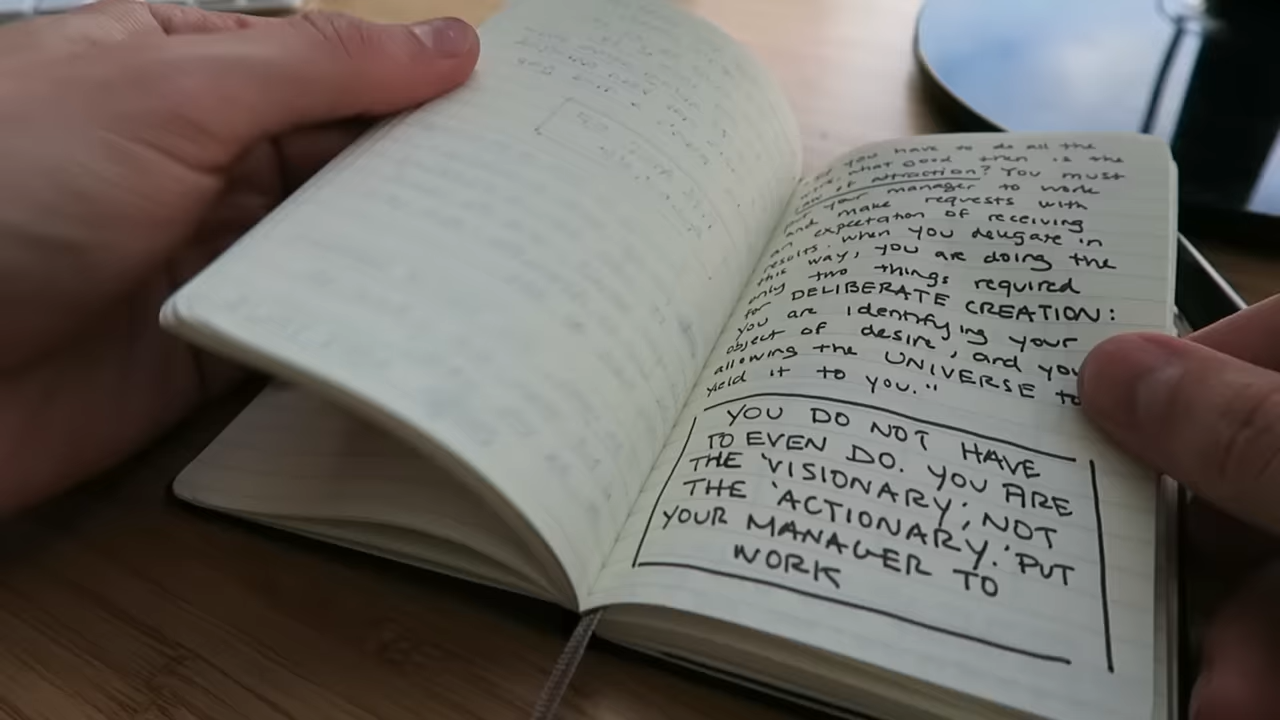 you have to do all the
work, what good then is the
law of attraction? You must
put your manager to work
and make requests with
an expectation of receiving
results. when you delegate in
this way, you are doing the
only two things required
for DELIBERATE CREATION:
you are identifying your
object of desire, and you
allowing the UNIVERSE to
yield it to you."
YOU DO NOT HAVE
TO EVEN DO. YOU ARE
THE 'VISIONARY', NOT
THE 'ACTIONARY.' PUT
YOUR MANAGER TO
WORK